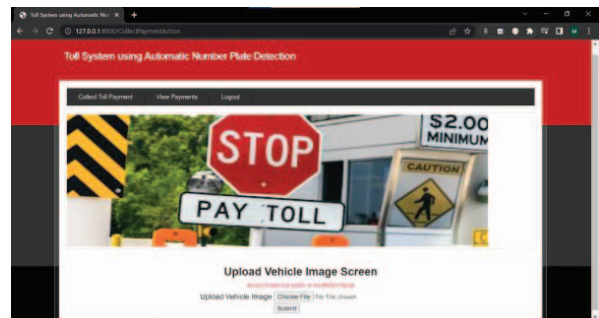 Toll System using Automatic Nu
127.0.0.1:8000/CollectPaymentAction
Toll System using Automatic Number Plate Detection
Collect Toll Payment View Payments Logout
STOP
PAY TOLL
$2.00
MINIMUM
CAUTION
Upload Vehicle Image Screen
Upload Vehicle Image Choose File No file chosen
Submit